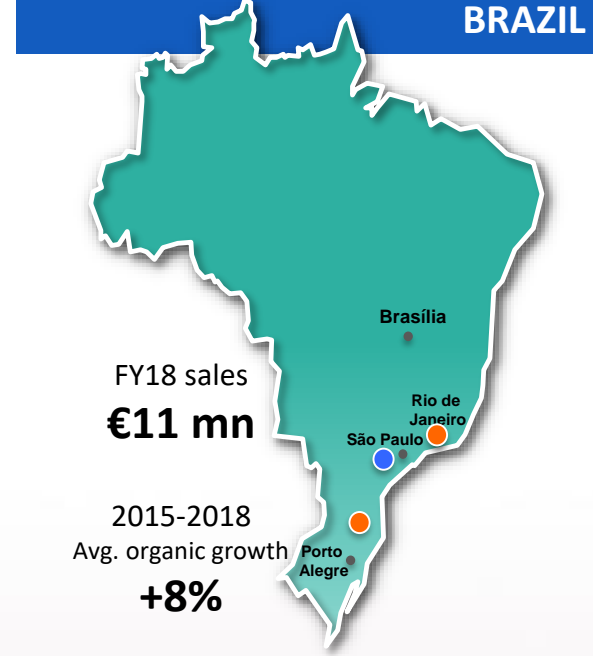 BRAZIL
Brasília
FY18 sales
€11 mn
Rio de
Janeiro
São Paulo
2015-2018
Avg. organic growth
+8%
Porto
Alegre